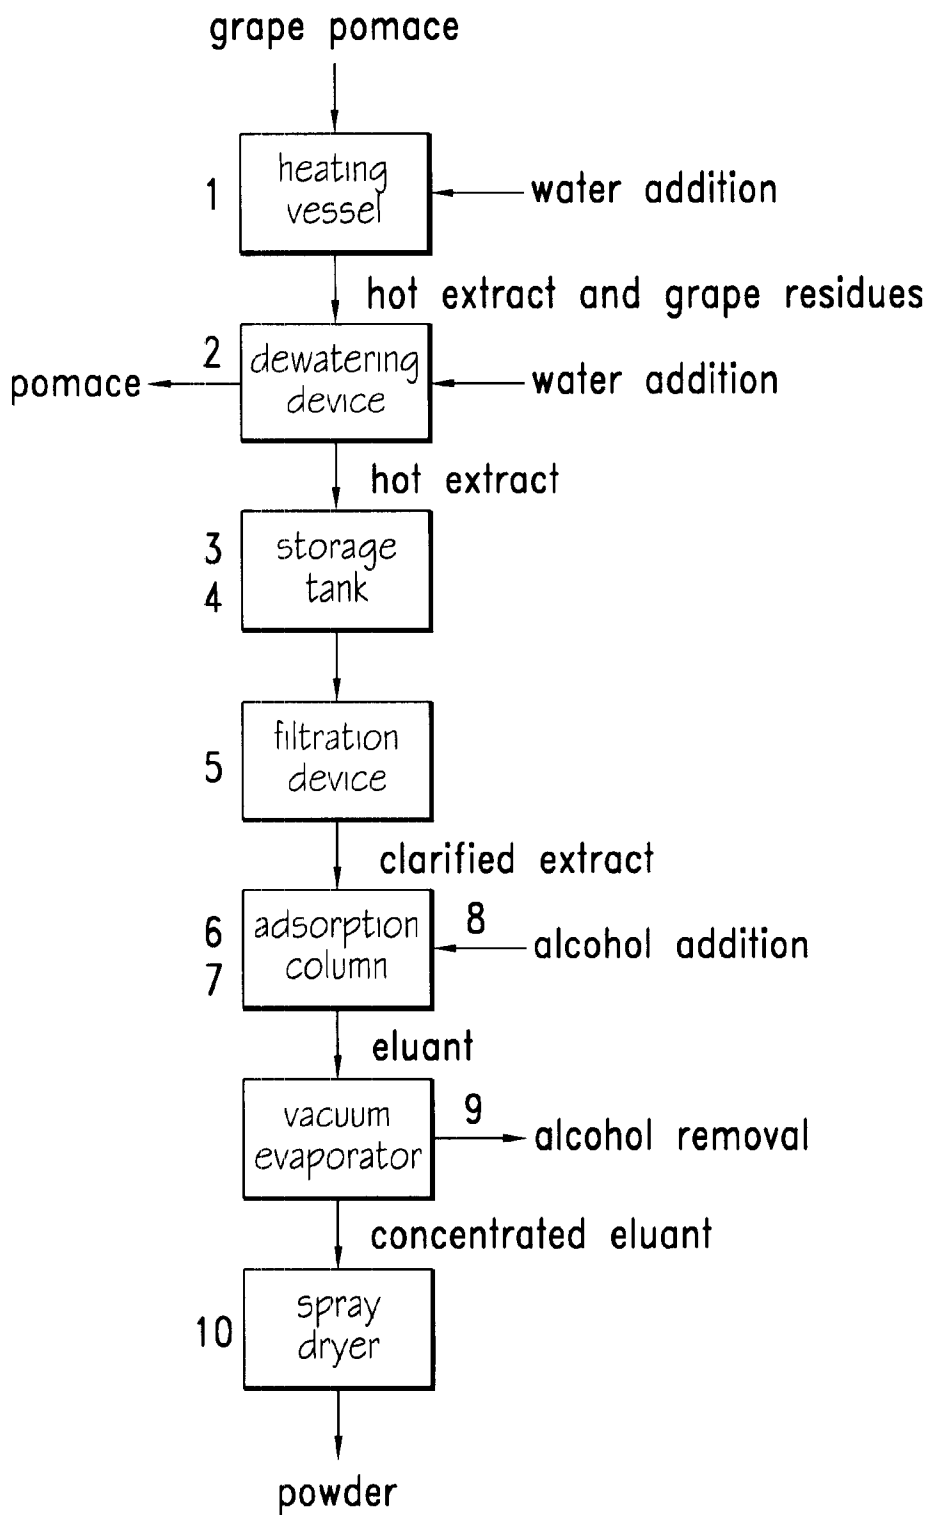 grape pomace
1
heating
vessel
water addition
hot extract and grape residues
2
pomace
dewatering
device
water addition
hot extract
3
4
storage
tank
5
filtration
device
clarified extract
6
7
adsorption
column
8
alcohol addition
eluant
vacuum
evaporator
9
alcohol removal
concentrated eluant
10
spray
dryer
powder